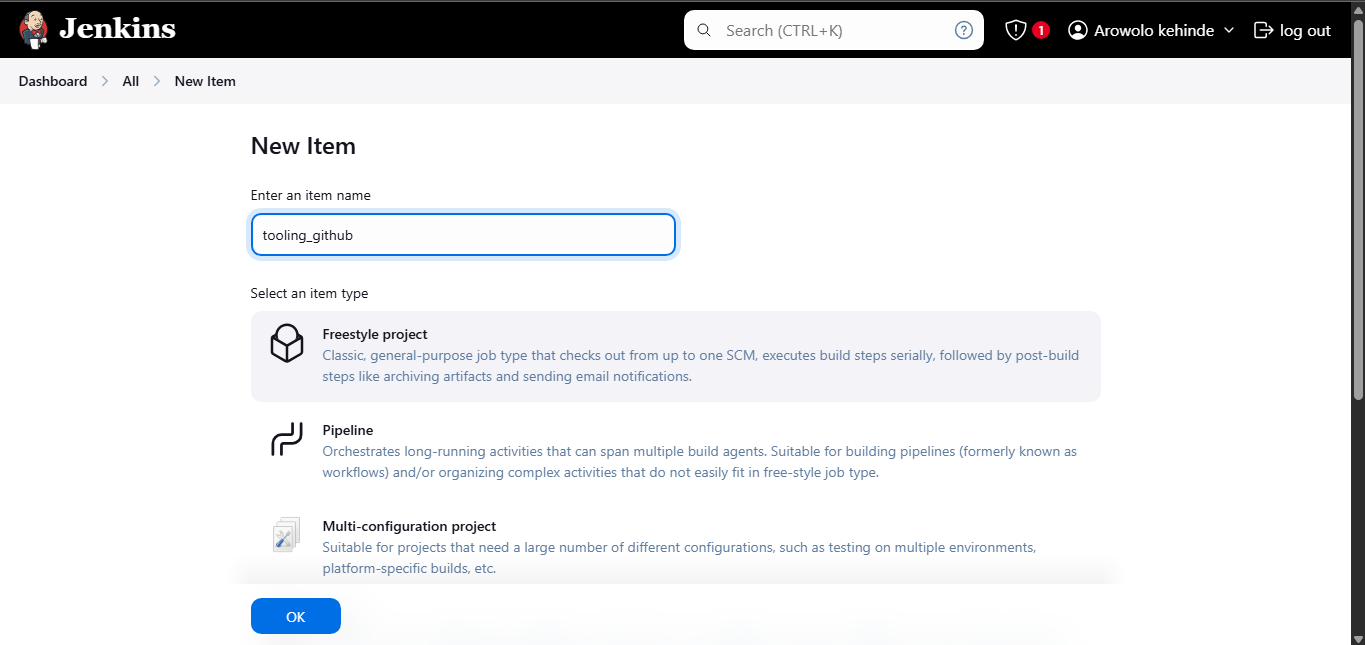 Jenkins
Search (CTRL+K)
1
Arowolo kehinde
log out
Dashboard
All
New Item
New Item
Enter an item name
tooling_github
Select an item type
Freestyle project
Classic, general-purpose job type that checks out from up to one SCM, executes build steps serially, followed by post-build
steps like archiving artifacts and sending email notifications.
Pipeline
Orchestrates long-running activities that can span multiple build agents. Suitable for building pipelines (formerly known as
workflows) and/or organizing complex activities that do not easily fit in free-style job type.
Multi-configuration project
Suitable for projects that need a large number of different configurations, such as testing on multiple environments,
platform-specific builds, etc.
OK